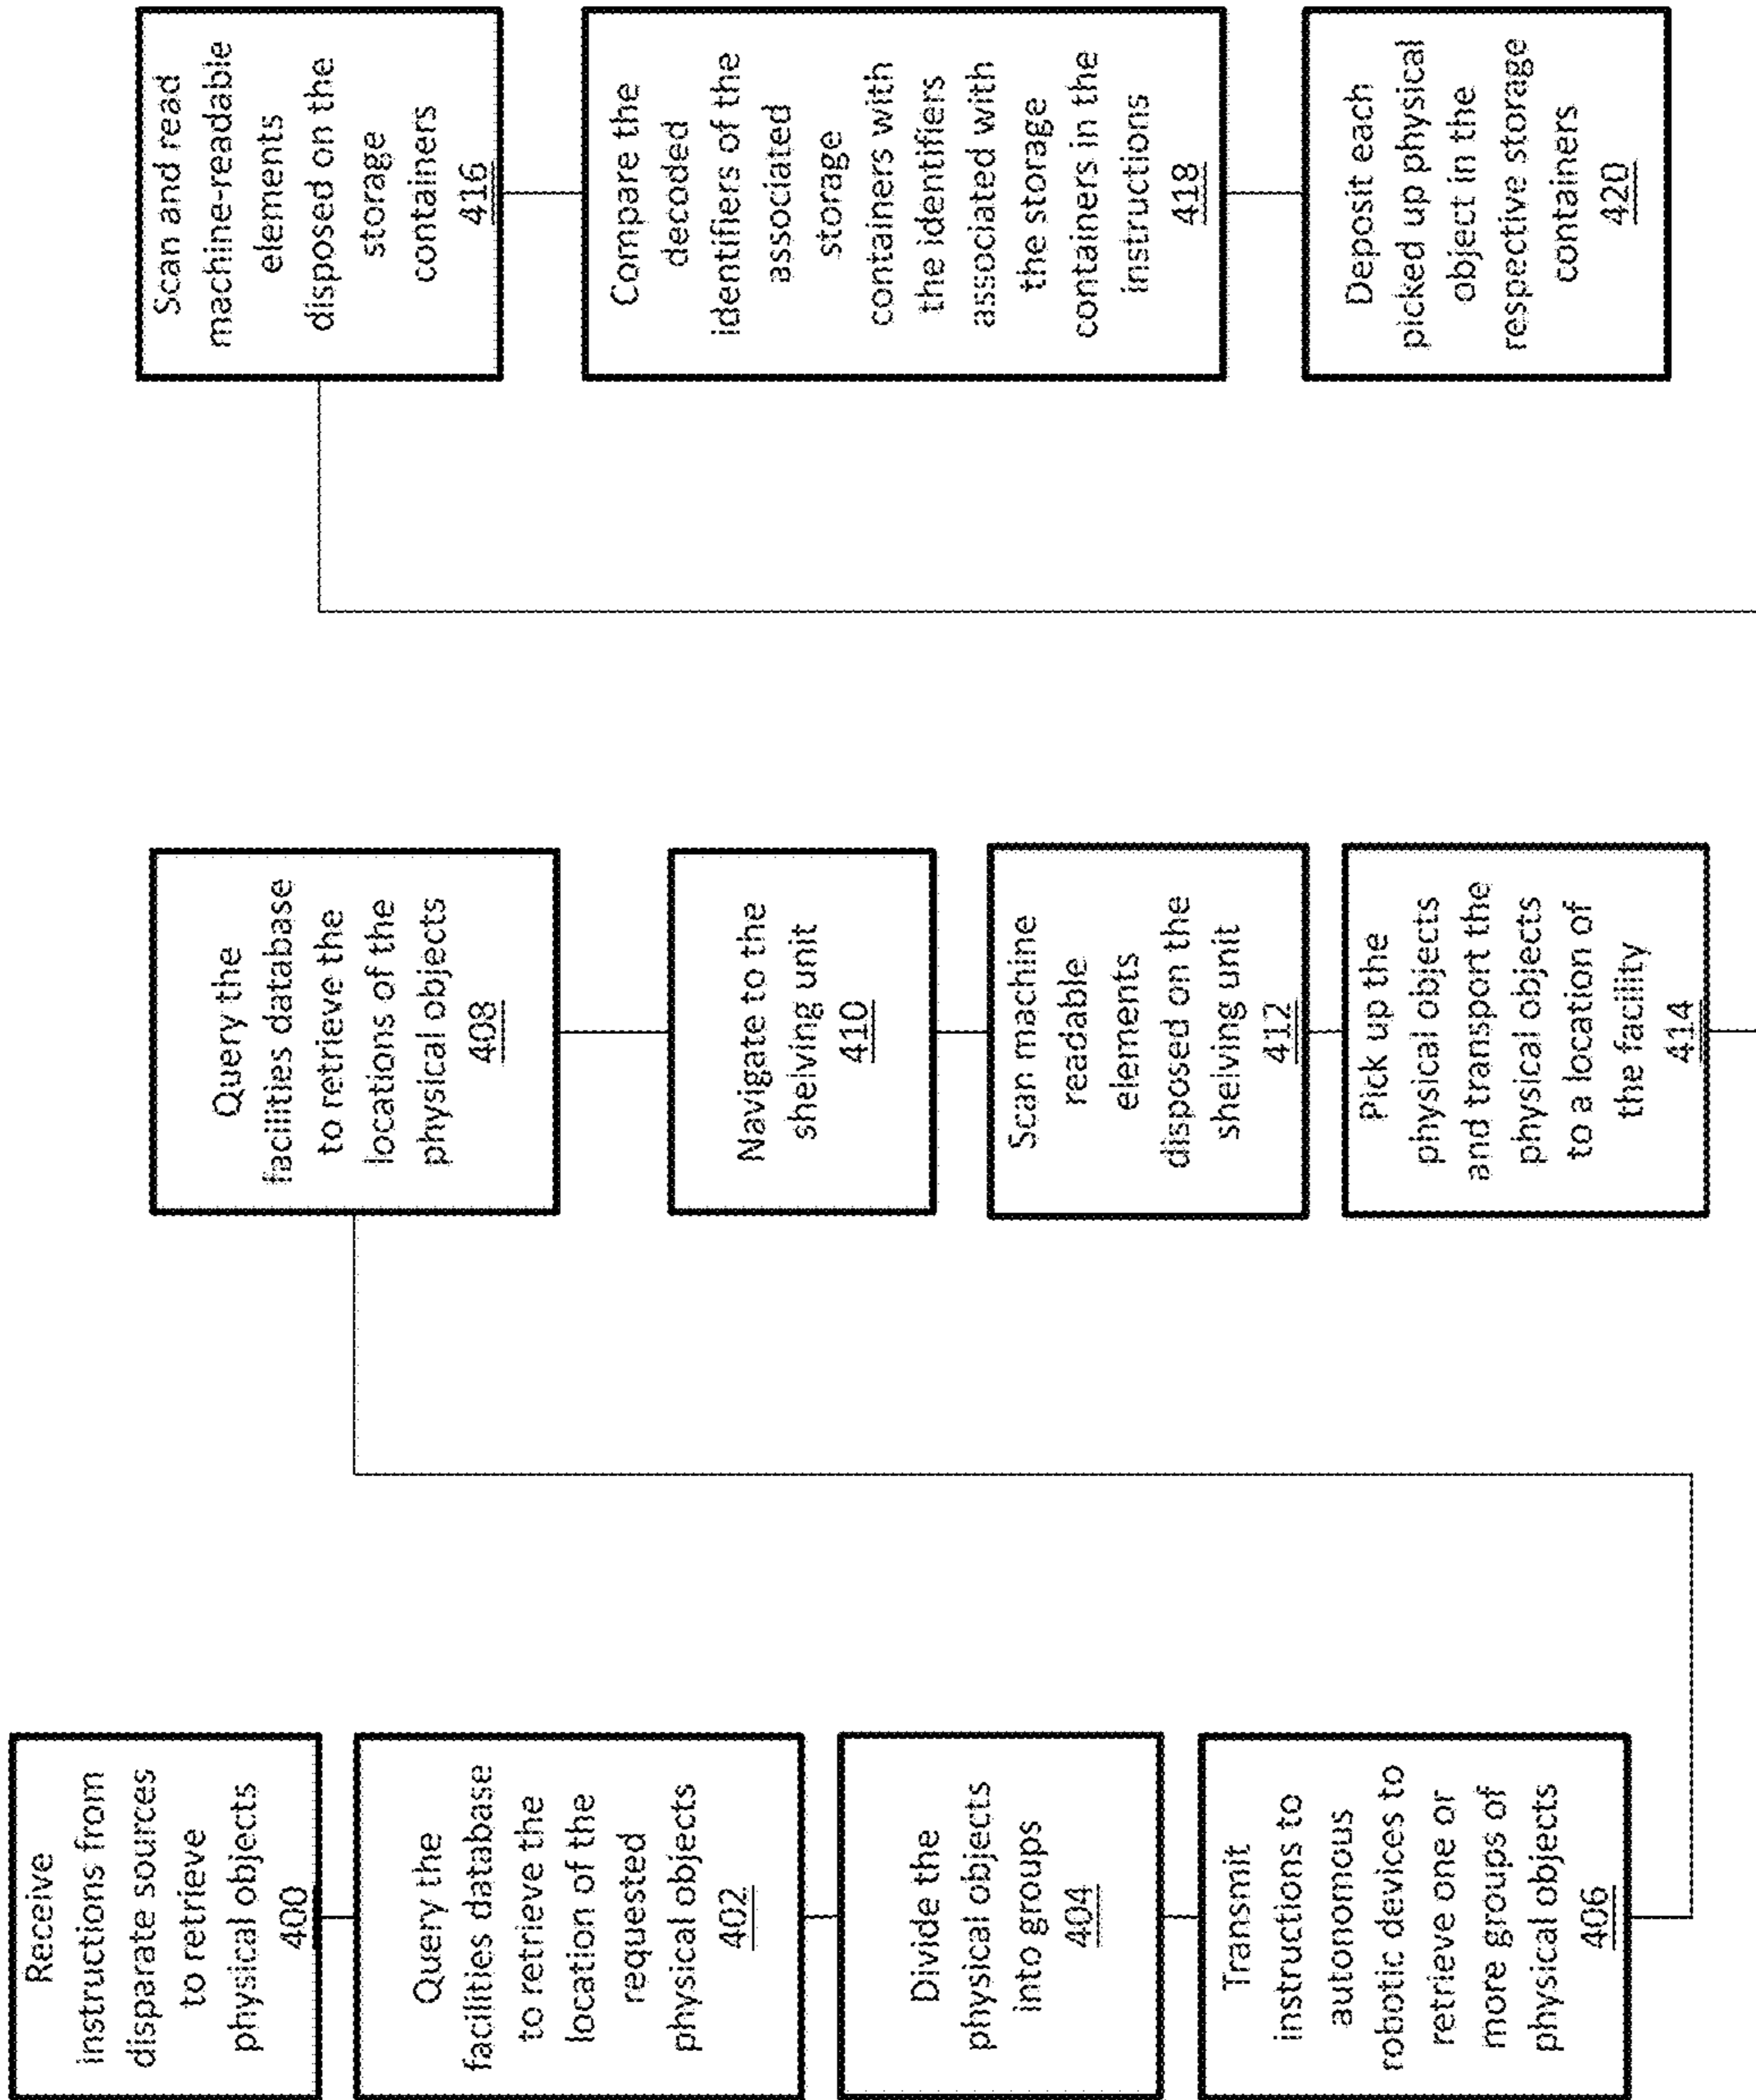 Receive
instructions from
disparate sources
to retrieve
physical objects
400
Query the
facilities database
to retrieve the
location of the
requested
physical objects
402
Divide the
physical objects
into groups
404
Transmit
instructions to
autonomous
robotic devices to
retrieve one or
more groups of
physical objects
406
Query the
facilities database
to retrieve the
locations of the
physical objects
408
Navigate to the
shelving unit
410
Scan machine
readable
elements
disposed on the
shelving unit
412
Pick up the
physical objects
and transport the
physical objects
to a location of
the facility
414
Scan and read
machine-readable
elements
disposed on the
storage
containers
416
Compare the
decoded
identifiers of the
associated
storage
containers with
the identifiers
associated with
the storage
containers in the
instructions
418
Deposit each
picked up physical
object in the
respective storage
containers
420